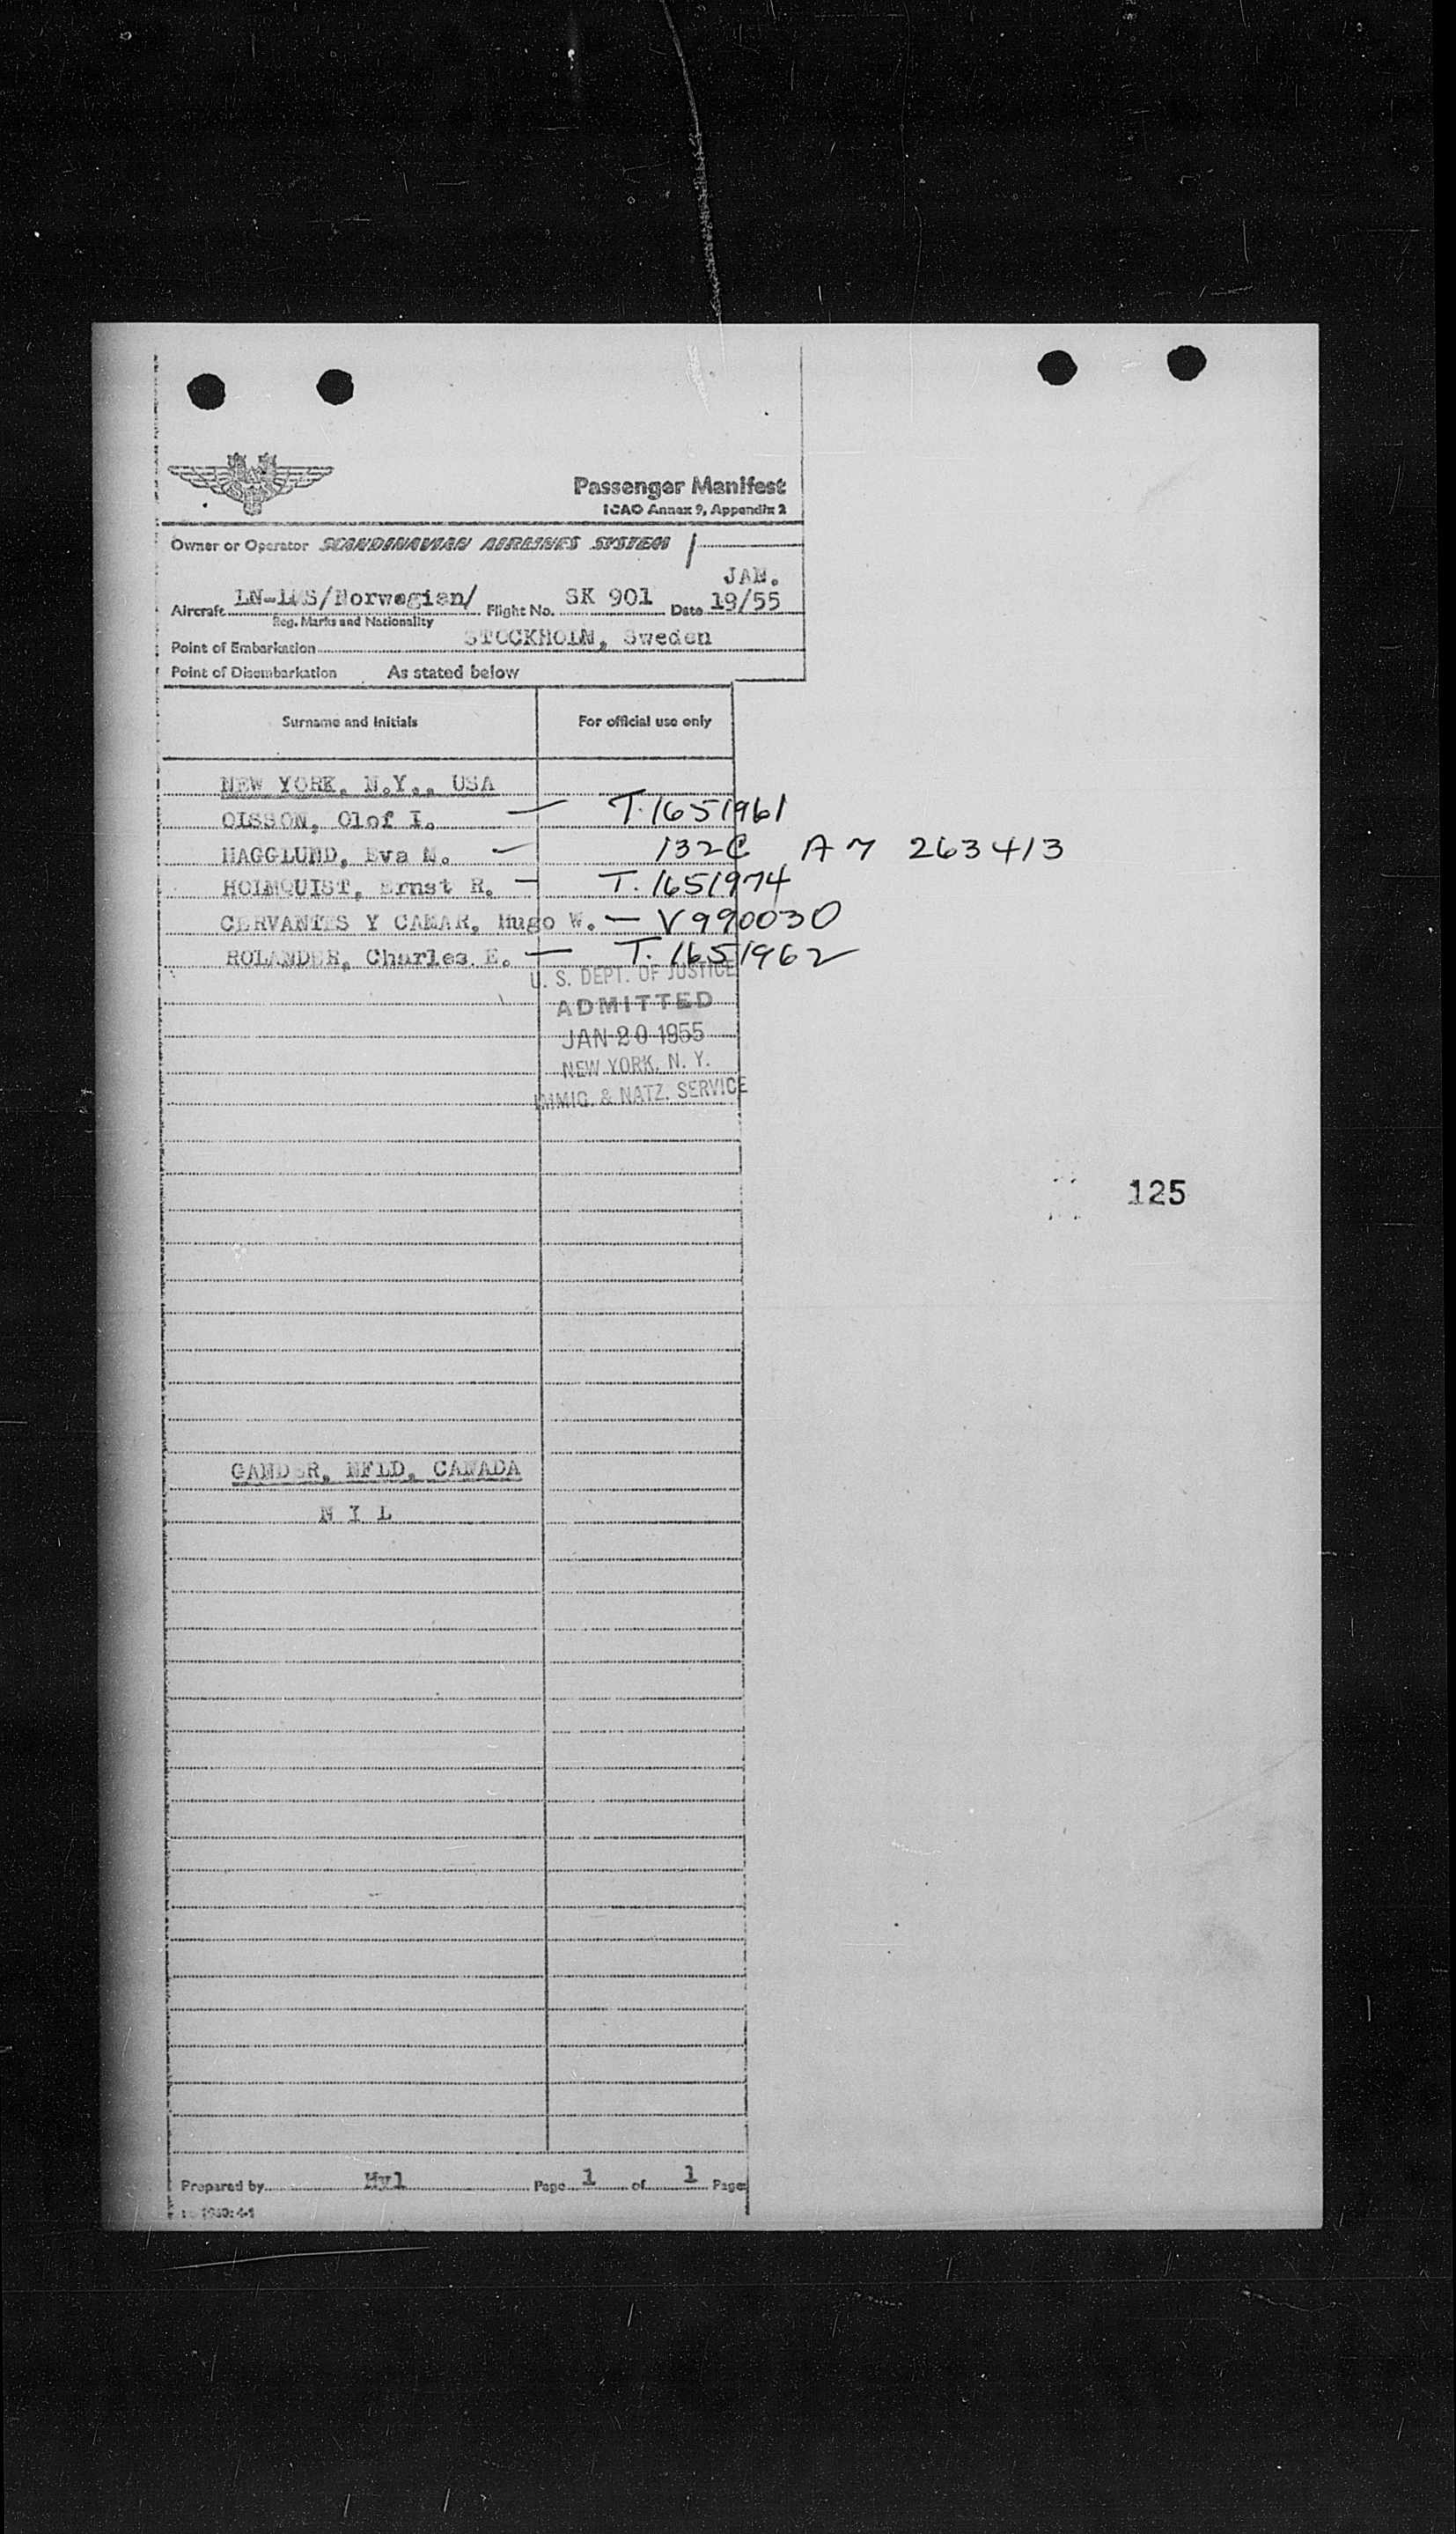 Passenger Manifest
ICAO Annex 9, Appendix 2
Owner or Operator SCANDINAVIAN AIRLINES SYSTEM
JAN.
Aircraft /Norwegian/ Flight No. SK 901 Date 19/55
Reg. Marks and Nationality
Point of Embarkation STOCKHOLM, Sweden
Point of Disembarkation As stated below
Surname and Initials For official use only
NEW YORK, N.Y., USA
OLSSON, Olof I. — T.1651961
HAGGLUND, Eva M. — 132C A7 263413
HOLMQUIST, Ernst R. — T.1651974
CERVANTES Y CAMAR, Hugo W. — V990030
ROLANDER, Charles E. — T.1651962
U. S. DEPT. OF JUSTICE
ADMITTED
JAN 20 1955
NEW YORK, N. Y.
IMMIG. & NATZ. SERVICE
125
GANDER, NFLD, CANADA
N I L
Prepared by Hyl Page 1 of 1 Pages